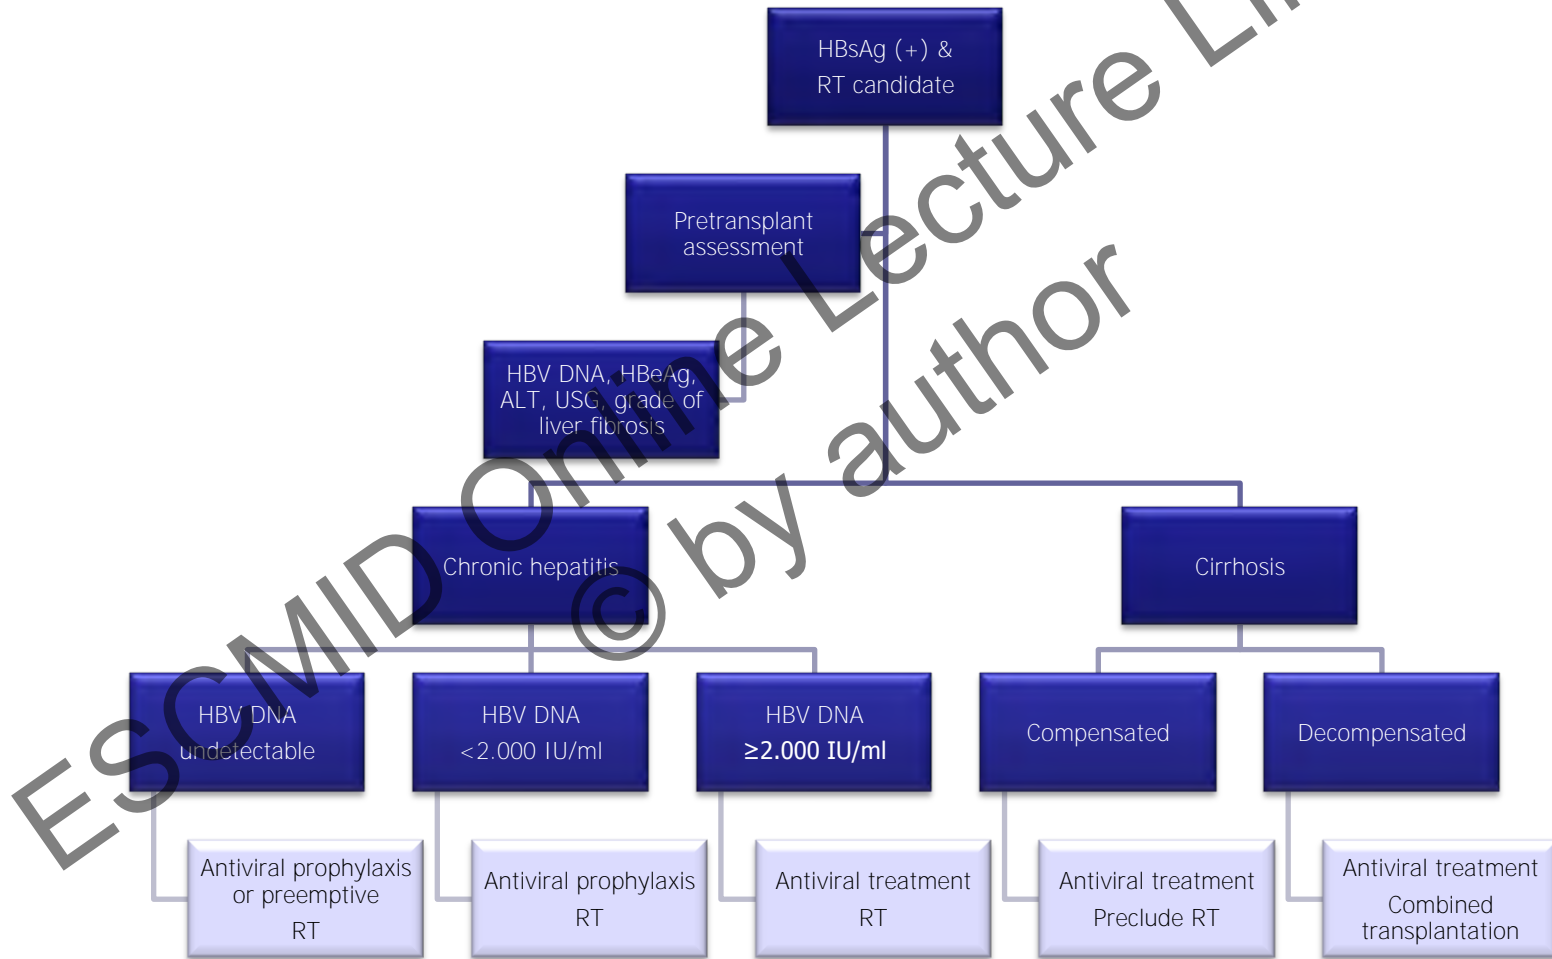 HBsAg (+) &
RT candidate
Pretransplant
assessment
HBV DNA, HBeAg,
ALT, USG, grade of
liver fibrosis
Chronic hepatitis
Cirrhosis
HBV DNA
undetectable
HBV DNA
<2.000 IU/ml
HBV DNA
≥2.000 IU/ml
Compensated
Decompensated
Antiviral prophylaxis
or preemptive
RT
Antiviral prophylaxis
RT
Antiviral treatment
RT
Antiviral treatment
Preclude RT
Antiviral treatment
Combined
transplantation
ESCMID Online Lecture
© by author